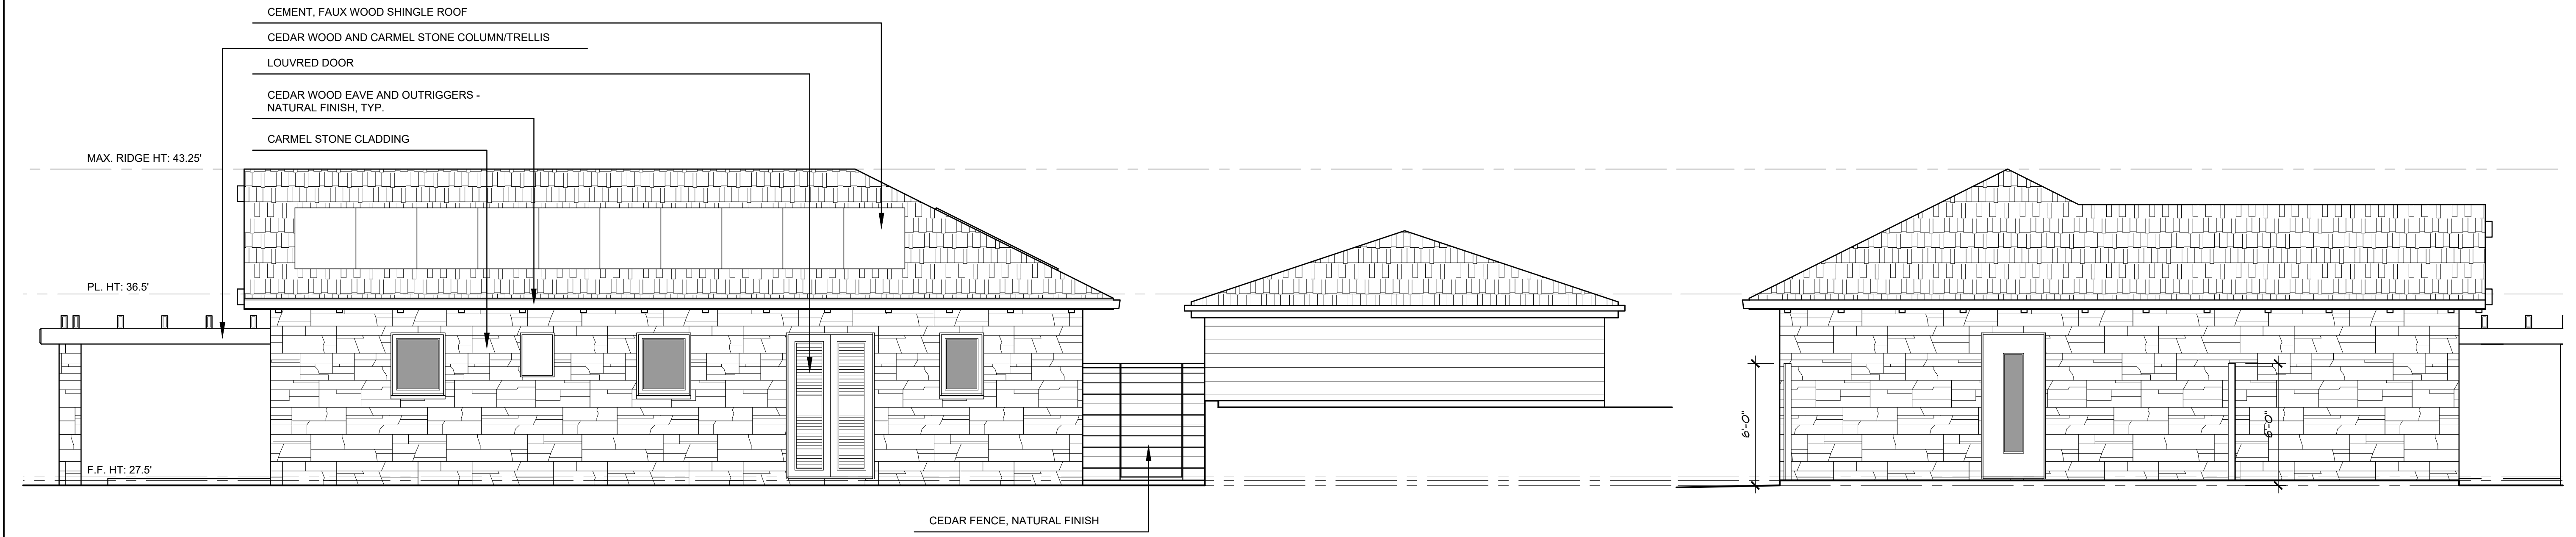 CEMENT, FAUX WOOD SHINGLE ROOF
CEDAR WOOD AND CARMEL STONE COLUMN/TRELLIS
LOUVRED DOOR
CEDAR WOOD EAVE AND OUTRIGGERS -
NATURAL FINISH, TYP.
CARMEL STONE CLADDING
MAX. RIDGE HT: 43.25'
PL. HT: 36.5'
F.F. HT: 27.5'
6'-0"
6'-0"
CEDAR FENCE, NATURAL FINISH